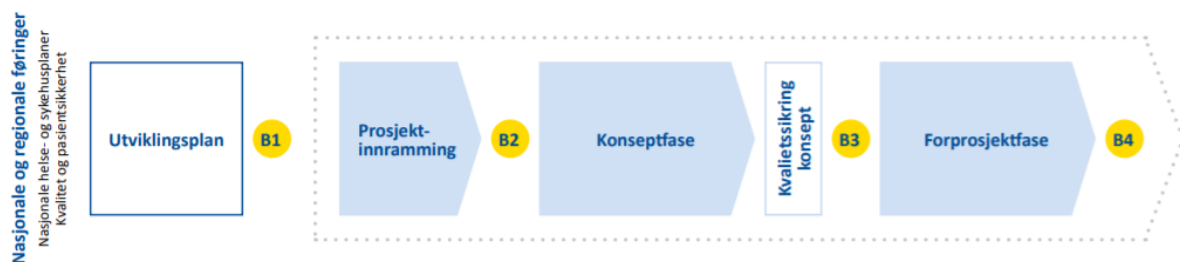 Nasjonale og regionale føringer
Nasjonale helse- og sykehusplaner
Kvalitet og pasientsikkerhet
Utviklingsplan
B1
Prosjekt-
innramming
B2
Konseptfase
Kvalietssikring
konsept
B3
Forprosjektfase
B4